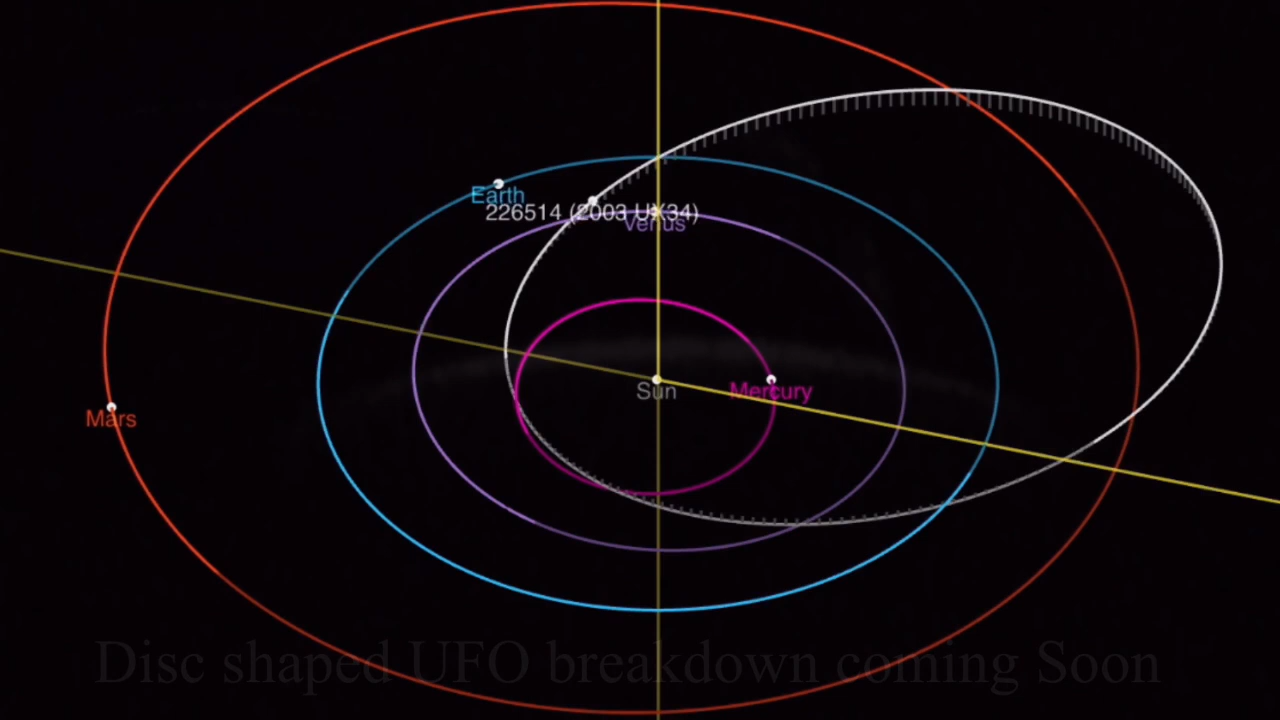 Earth
226514 (2003 UX34)
Venus
Sun
Mercury
Mars
Disc shaped UFO breakdown coming Soon